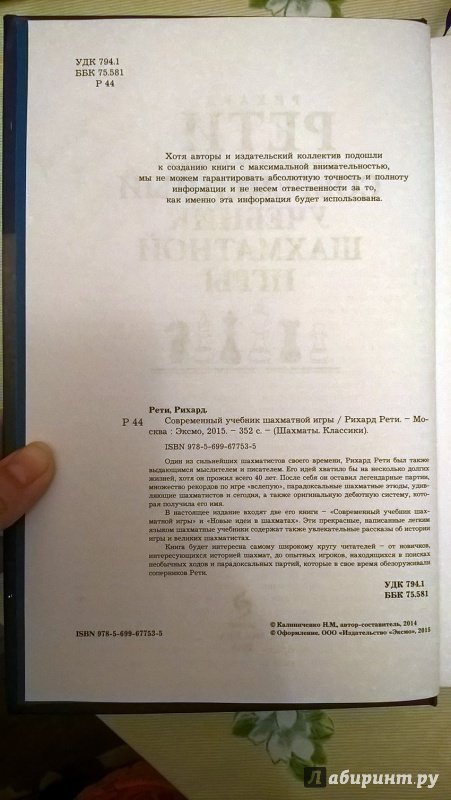 УДК 794.1
ББК 75.581
Р 44
Хотя авторы и издательский коллектив подошли
к созданию книги с максимальной внимательностью,
мы не можем гарантировать абсолютную точность и полноту
информации и не несем отвественности за то,
как именно эта информация будет использована.
Рети, Рихард.
Р 44 Современный учебник шахматной игры / Рихард Рети. – Мо-
сква : Эксмо, 2015. – 352 с. – (Шахматы. Классики).
ISBN 978-5-699-67753-5
Один из сильнейших шахматистов своего времени, Рихард Рети был также
выдающимся мыслителем и писателем. Его идей хватило бы на несколько долгих
жизней, хотя он прожил всего 40 лет. После себя он оставил легендарные партии,
множество рекордов по игре «вслепую», парадоксальные шахматные этюды, удив-
ляющие шахматистов и сегодня, а также оригинальную дебютную систему, кото-
рая получила его имя.
В настоящее издание входят две его книги – «Современный учебник шах-
матной игры» и «Новые идеи в шахматах». Эти прекрасные, написанные легким
языком шахматные учебники содержат также увлекательные рассказы об истории
игры и великих шахматистах.
Книга будет интересна самому широкому кругу читателей – от новичков,
интересующихся историей шахмат, до опытных игроков, находящихся в поисках
необычных ходов и парадоксальных партий, которые в свое время обезоруживали
соперников Рети.
УДК 794.1
ББК 75.581
© Калиниченко Н.М., автор-составитель, 2014
ISBN 978-5-699-67753-5 © Оформление. ООО «Издательство «Эксмо», 2015
Лабиринт.ру